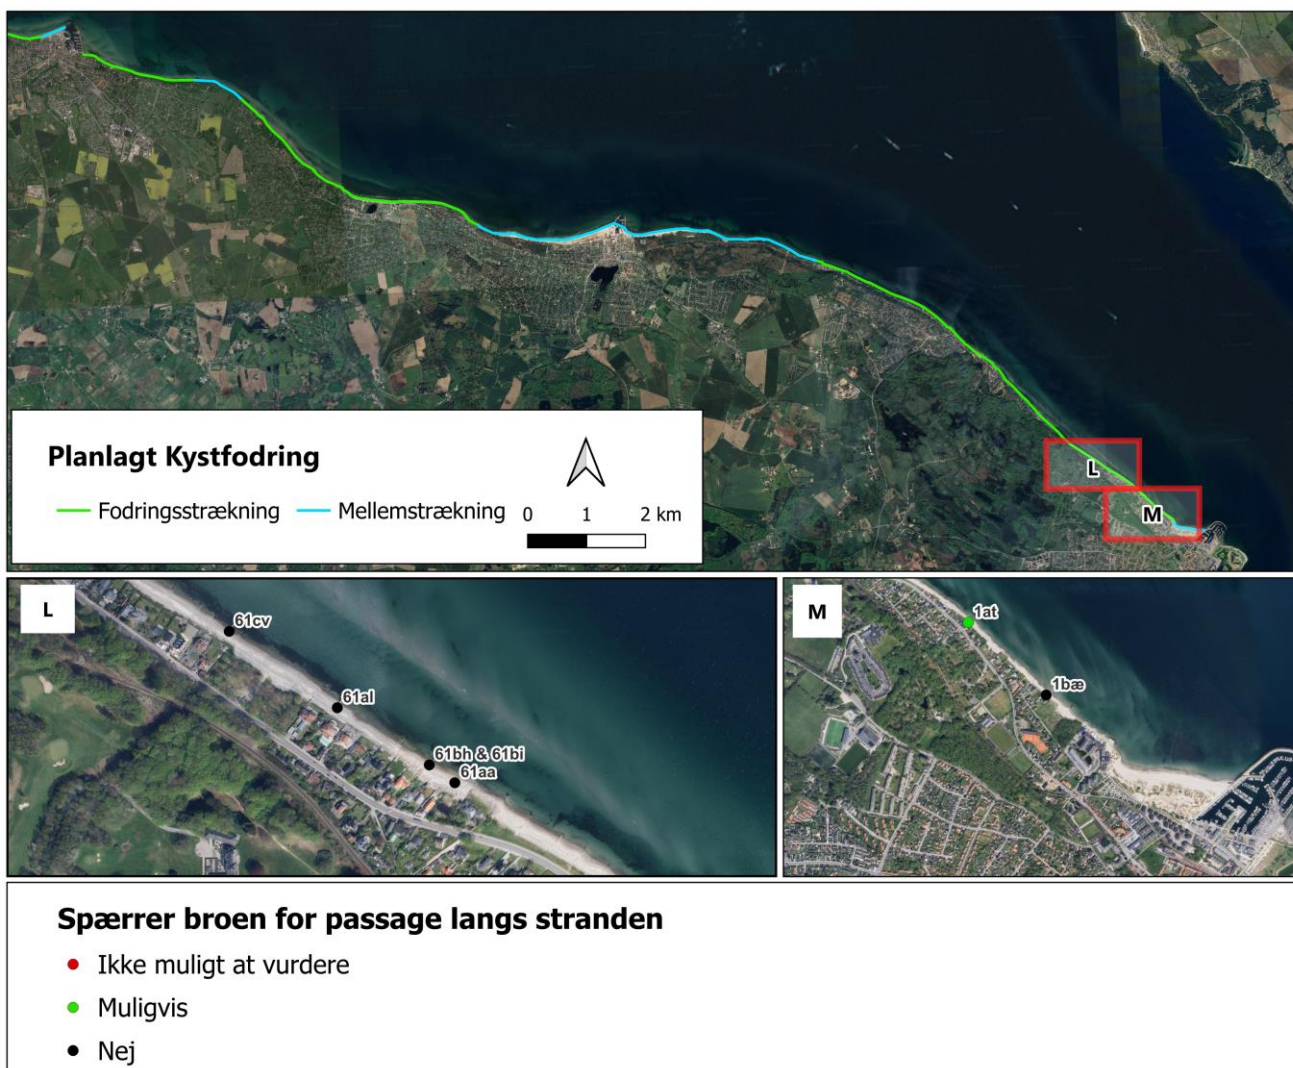 L
M
Planlagt Kystfodring
Fodringsstrækning Mellemstrækning 0 1 2 km
L
61cv
61al
61bh & 61bi
61aa
M
1at
1bæ
Spærrer broen for passage langs stranden
Ikke muligt at vurdere
Muligvis
Nej